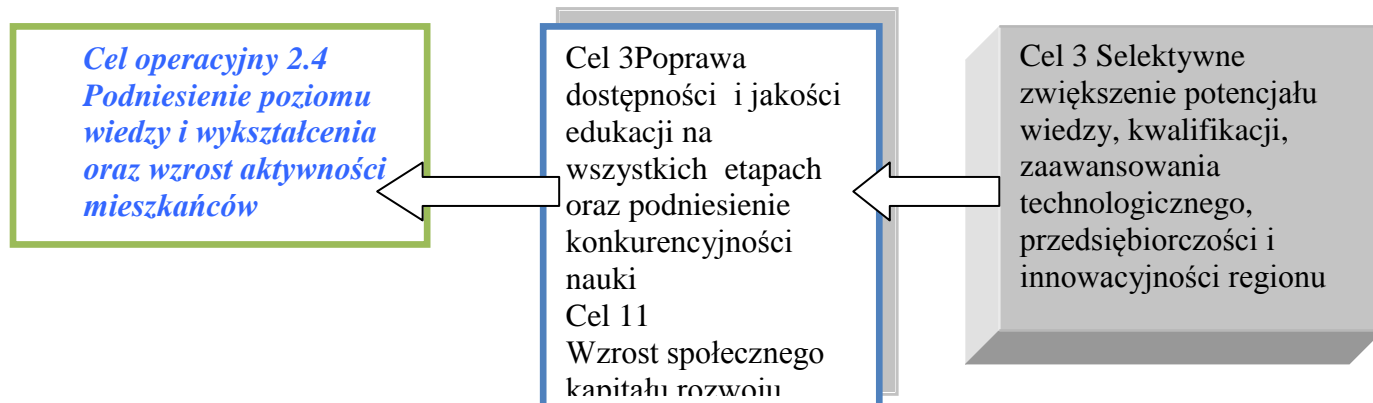 Cel operacyjny 2.4
Podniesienie poziomu
wiedzy i wykształcenia
oraz wzrost aktywności
mieszkańców
Cel 3Poprawa
dostępności i jakości
edukacji na
wszystkich etapach
oraz podniesienie
konkurencyjności
nauki
Cel 11
Wzrost społecznego
kapitału rozwoju
Cel 3 Selektywne
zwiększenie potencjału
wiedzy, kwalifikacji,
zaawansowania
technologicznego,
przedsiębiorczości i
innowacyjności regionu